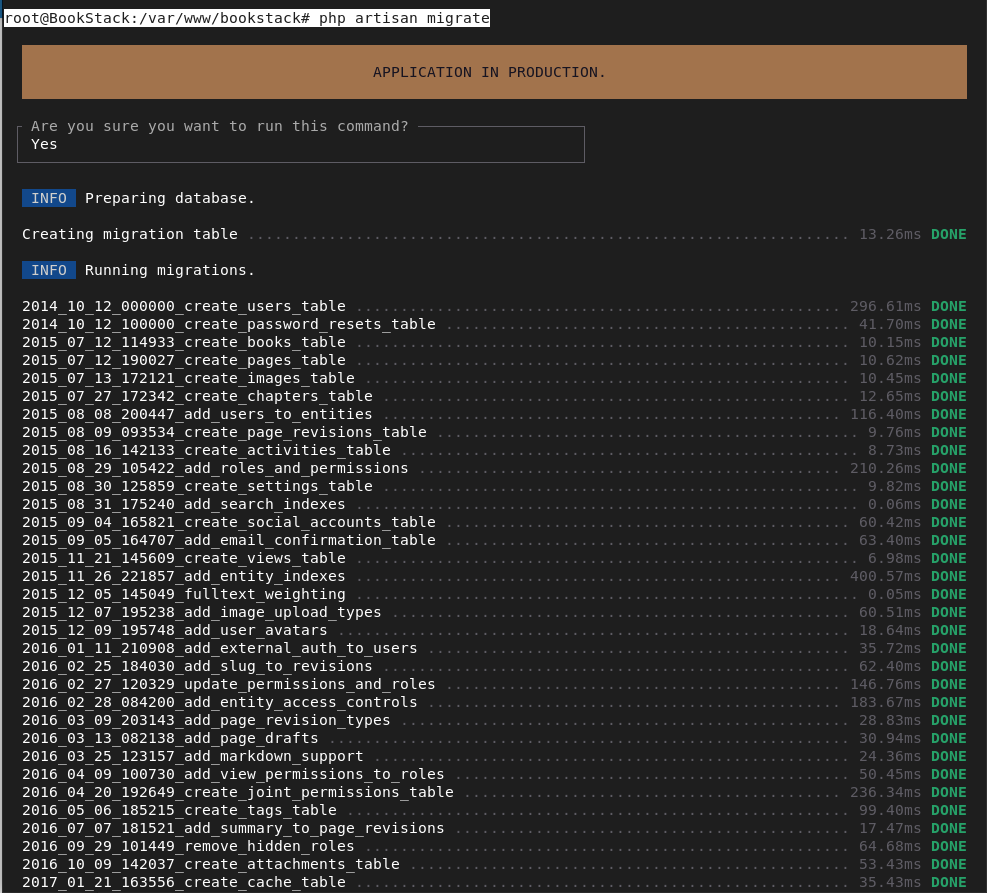 root@BookStack:/var/www/bookstack# php artisan migrate
APPLICATION IN PRODUCTION.
Are you sure you want to run this command?
Yes
INFO Preparing database.
Creating migration table ................................................................... 13.26ms DONE
INFO Running migrations.
2014_10_12_000000_create_users_table ...................................................... 296.61ms DONE
2014_10_12_100000_create_password_resets_table ............................................. 41.70ms DONE
2015_07_12_114933_create_books_table ....................................................... 10.15ms DONE
2015_07_12_190027_create_pages_table ....................................................... 10.62ms DONE
2015_07_13_172121_create_images_table ...................................................... 10.45ms DONE
2015_07_27_172342_create_chapters_table .................................................... 12.65ms DONE
2015_08_08_200447_add_users_to_entities ................................................... 116.40ms DONE
2015_08_09_093534_create_page_revisions_table ............................................... 9.76ms DONE
2015_08_16_142133_create_activities_table ................................................... 8.73ms DONE
2015_08_29_105422_add_roles_and_permissions ............................................... 210.26ms DONE
2015_08_30_125859_create_settings_table ..................................................... 9.82ms DONE
2015_08_31_175240_add_search_indexes ........................................................ 0.06ms DONE
2015_09_04_165821_create_social_accounts_table ............................................. 60.42ms DONE
2015_09_05_164707_add_email_confirmation_table ............................................. 63.40ms DONE
2015_11_21_145609_create_views_table ........................................................ 6.98ms DONE
2015_11_26_221857_add_entity_indexes ...................................................... 400.57ms DONE
2015_12_05_145049_fulltext_weighting ........................................................ 0.05ms DONE
2015_12_07_195238_add_image_upload_types ................................................... 60.51ms DONE
2015_12_09_195748_add_user_avatars ......................................................... 18.64ms DONE
2016_01_11_210908_add_external_auth_to_users ............................................... 35.72ms DONE
2016_02_25_184030_add_slug_to_revisions .................................................... 62.40ms DONE
2016_02_27_120329_update_permissions_and_roles ............................................ 146.76ms DONE
2016_02_28_084200_add_entity_access_controls .............................................. 183.67ms DONE
2016_03_09_203143_add_page_revision_types .................................................. 28.83ms DONE
2016_03_13_082138_add_page_drafts .......................................................... 30.94ms DONE
2016_03_25_123157_add_markdown_support ..................................................... 24.36ms DONE
2016_04_09_100730_add_view_permissions_to_roles ............................................ 50.45ms DONE
2016_04_20_192649_create_joint_permissions_table .......................................... 236.34ms DONE
2016_05_06_185215_create_tags_table ........................................................ 99.40ms DONE
2016_07_07_181521_add_summary_to_page_revisions ............................................ 17.47ms DONE
2016_09_29_101449_remove_hidden_roles ...................................................... 64.68ms DONE
2016_10_09_142037_create_attachments_table ................................................. 53.43ms DONE
2017_01_21_163556_create_cache_table ....................................................... 35.43ms DONE